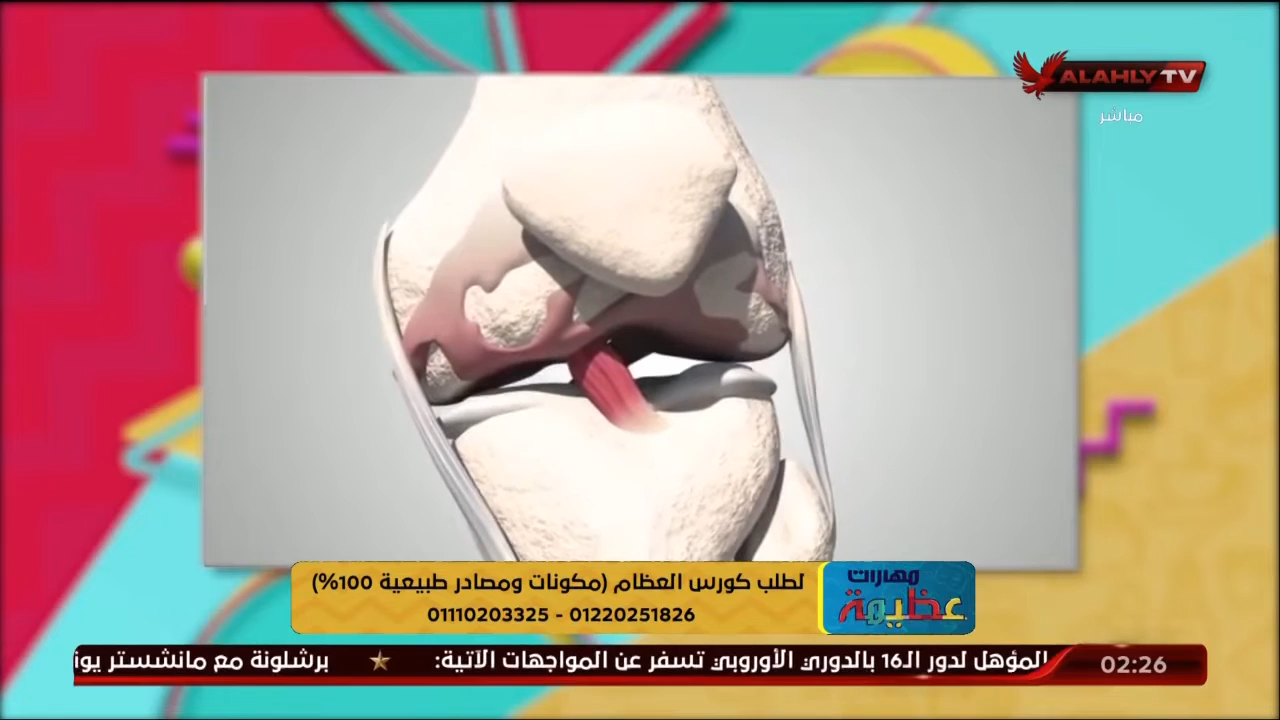 ALAHLY TV
مباشر
لطلب كورس العظام (مكونات ومصادر طبيعية 100%)
01110203325 - 01220251826
مهارات
عظيمة
المؤهل لدور الـ16 بالدوري الأوروبي تسفر عن المواجهات الآتية: ★ برشلونة مع مانشستر
02:26